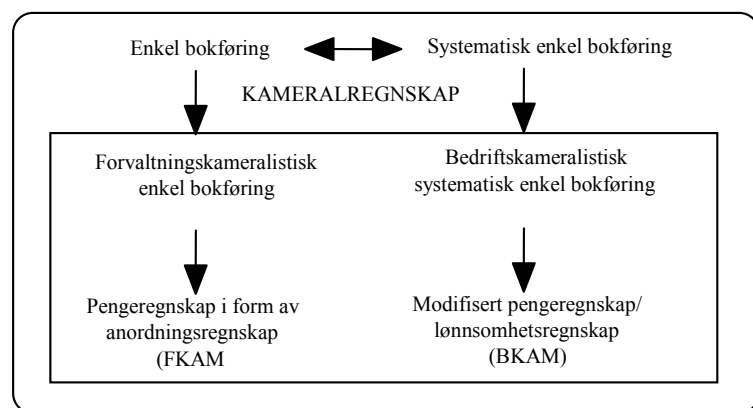 Enkel bokføring
Systematisk enkel bokføring
KAMERALREGNSKAP
Forvaltningskameralistisk
enkel bokføring
Bedriftskameralistisk
systematisk enkel bokføring
Pengeregnskap i form av
anordningsregnskap
(FKAM
Modifisert pengeregnskap/
lønnsomhetsregnskap
(BKAM)